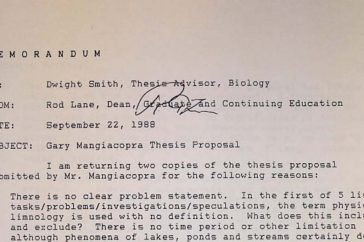 EMORANDUM
: Dwight Smith, Thesis Advisor, Biology
OM: Rod Lane, Dean, Graduate and Continuing Education
TE: September 22, 1988
BJECT: Gary Mangiacopra Thesis Proposal
I am returning two copies of the thesis proposal
omitted by Mr. Mangiacopra for the following reasons:
There is no clear problem statement. In the first of 5 li
tasks/problems/investigations/speculations, the term physi
limnology is used with no definition. What does this inclu
and exclude? There is no time period or other limitation
although phenomena of lakes, ponds and streams certainly d